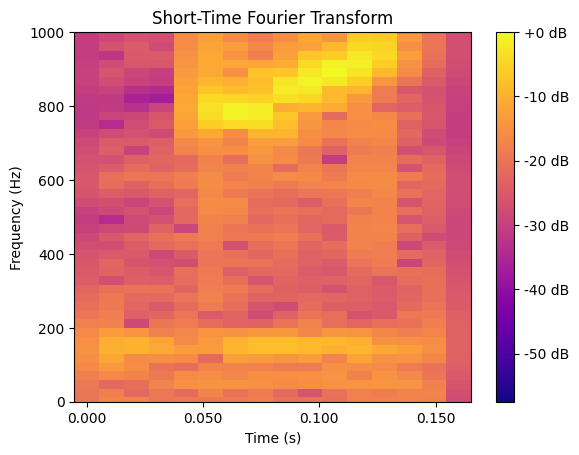 Short-Time Fourier Transform
1000
800
600
400
200
0
Frequency (Hz)
0.000
0.050
0.100
0.150
Time (s)
+0 dB
-10 dB
-20 dB
-30 dB
-40 dB
-50 dB